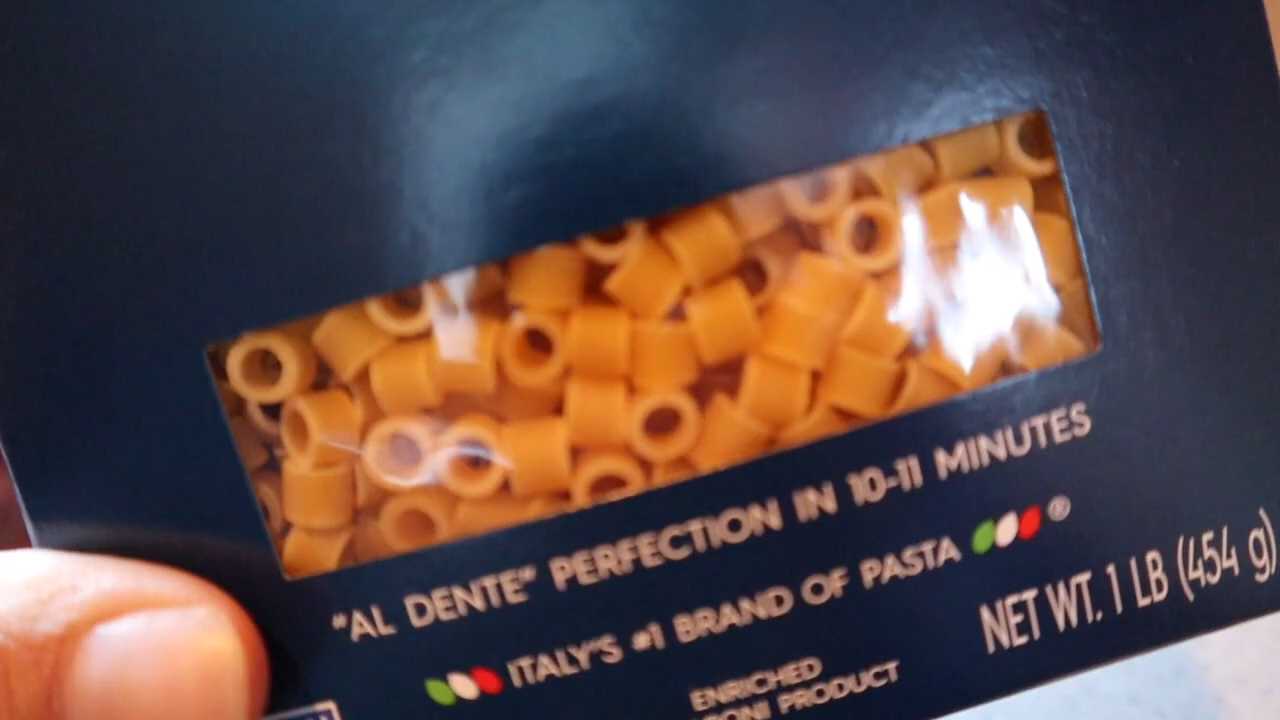 "AL DENTE" PERFECTION IN 10-11 MINUTES
ITALY'S #1 BRAND OF PASTA ®
NET WT. 1 LB (454 g)
ENRICHED
PRODUCT